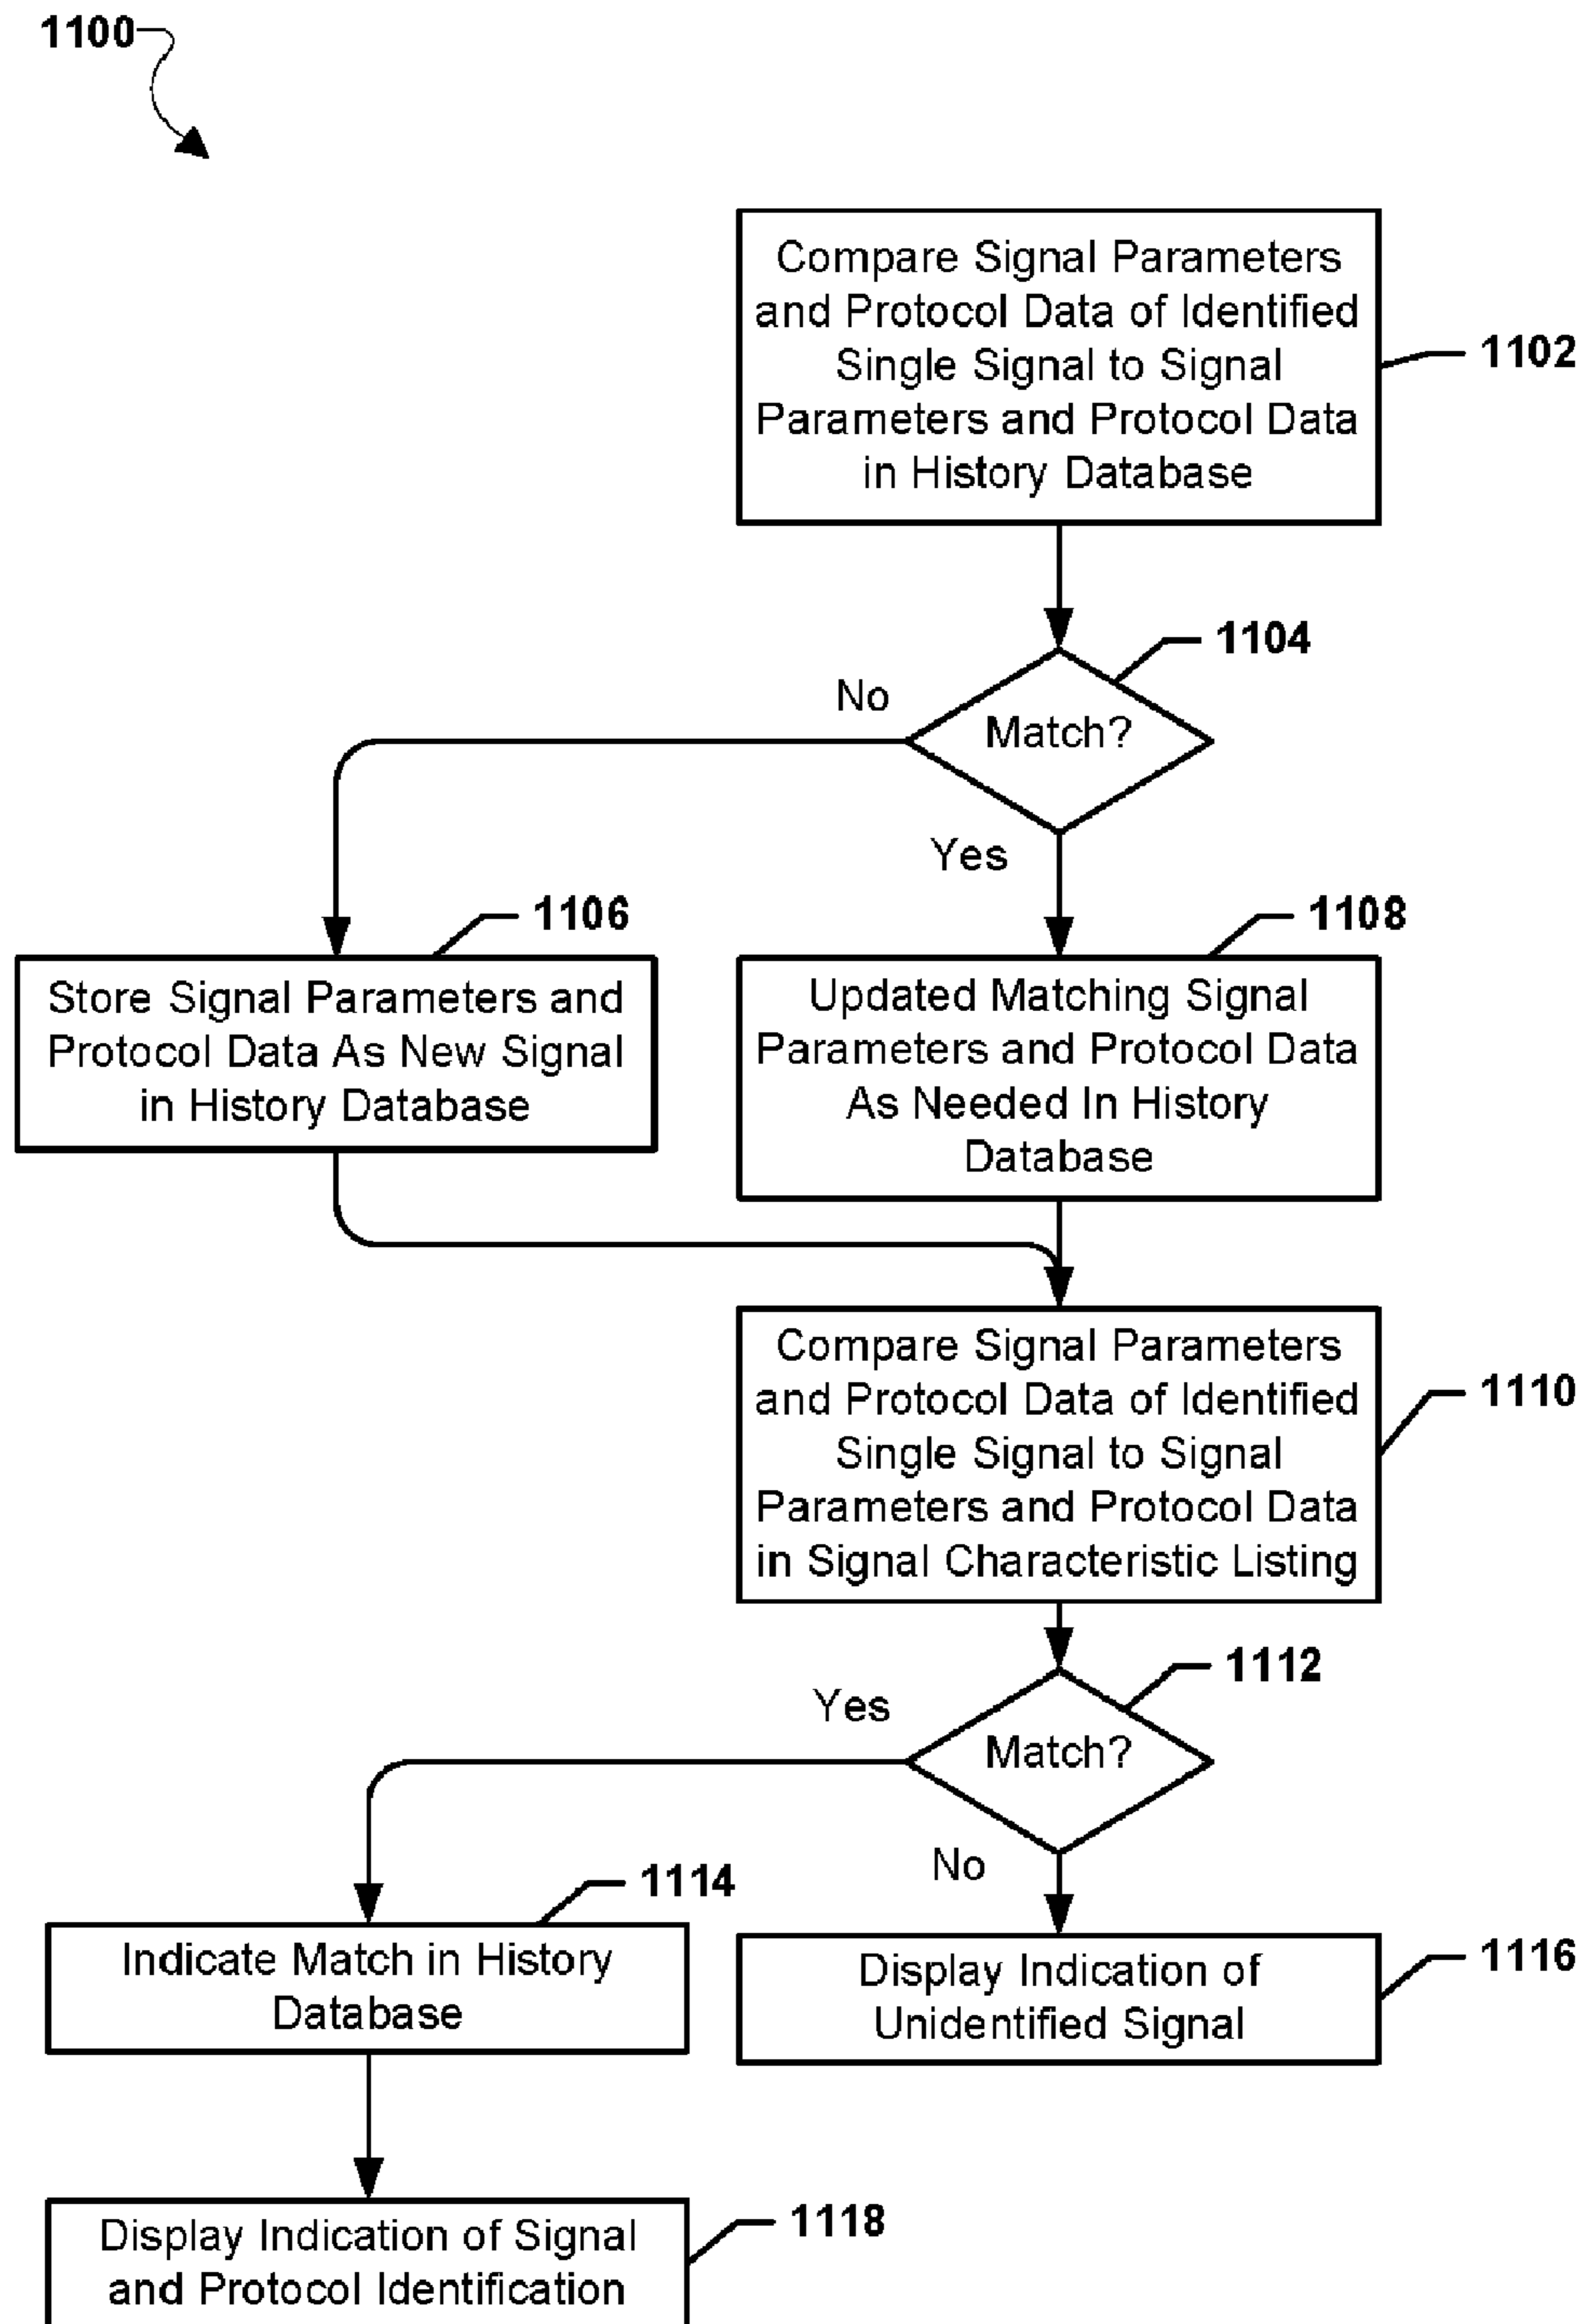 1100
Compare Signal Parameters
and Protocol Data of Identified
Single Signal to Signal
Parameters and Protocol Data
in History Database
1102
1104
No
Match?
Yes
1106
1108
Store Signal Parameters and
Protocol Data As New Signal
in History Database
Updated Matching Signal
Parameters and Protocol Data
As Needed In History
Database
Compare Signal Parameters
and Protocol Data of Identified
Single Signal to Signal
Parameters and Protocol Data
in Signal Characteristic Listing
1110
1112
Yes
Match?
No
1114
Indicate Match in History
Database
Display Indication of
Unidentified Signal
1116
Display Indication of Signal
and Protocol Identification
1118